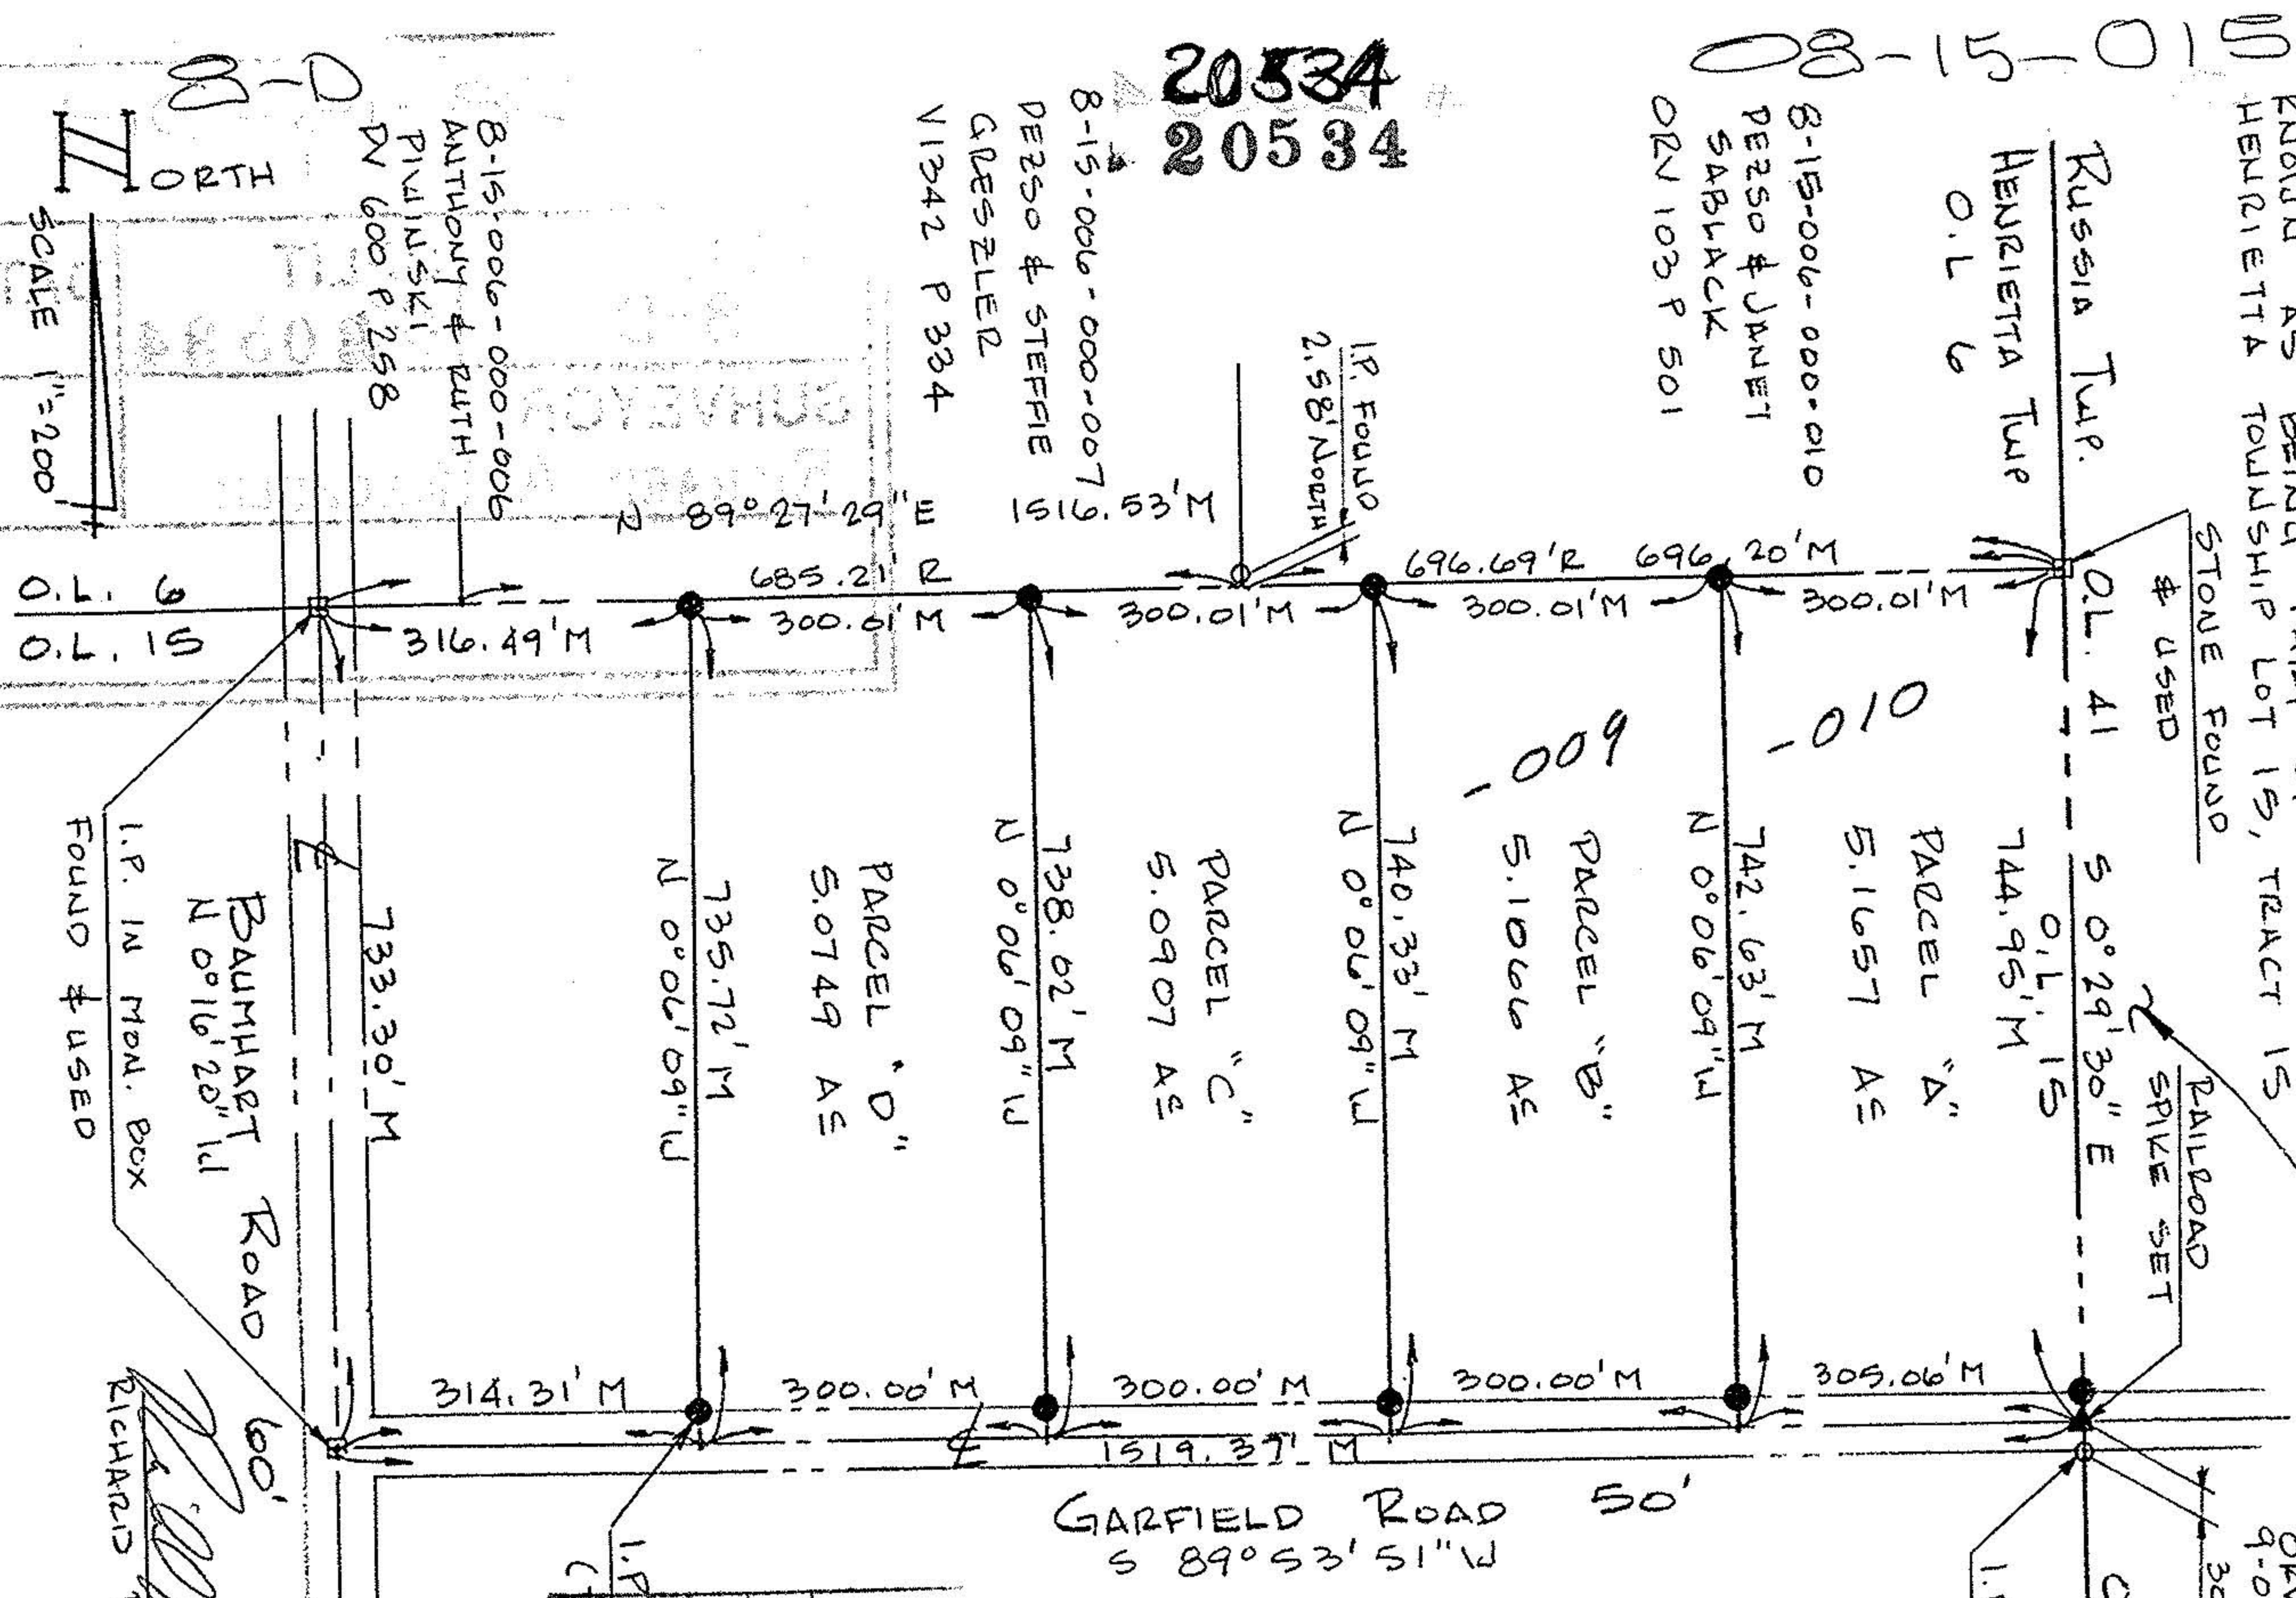 8-D
20534
20534
08-15-015
NORTH
SCALE 1"=200'
8-15-006-000-006
ANTHONY & RUTH
PIWINSKI
DV 600 P 258
8-15-006-000-007
DEZSO & STEFFIE
GRESZLER
V1342 P 334
I.P. FOUND
2.58' NORTH
8-15-006-000-010
DEZSO & JANET
SABLACK
ORV 103 P 501
RUSSIA TWP.
HENRIETTA TWP
O.L 6
KNOWN AS BEING
HENRIETTA TOWNSHIP LOT 15, TRACT 15
STONE FOUND
& USED
SURVEYOR
N 89°27'29"E 1516.53'M
O.L. 6
O.L. 15
685.21' R
696.69'R 696.20'M
316.49'M
300.01'M
300.01'M
300.01'M
300.01'M
O.L. 41
-009
-010
I.P. IN MON. BOX
FOUND & USED
BAUMHART ROAD 60'
N 0°16'20" W
733.30' M
735.72' M
N 0°06'09"W
PARCEL "D"
5.0749 AC
738.02' M
N 0°06'09"W
PARCEL "C"
5.0907 AC
740.33' M
N 0°06'09"W
PARCEL "B"
5.1066 AC
742.63' M
N 0°06'09"W
PARCEL "A"
5.1657 AC
744.95'M
O.L. 15
S 0°29'30" E
RAILROAD
SPIKE SET
314.31' M
300.00' M
300.00' M
300.00' M
305.06' M
1519.37' M
GARFIELD ROAD 50'
S 89°53'51"W
RICHARD
I.P